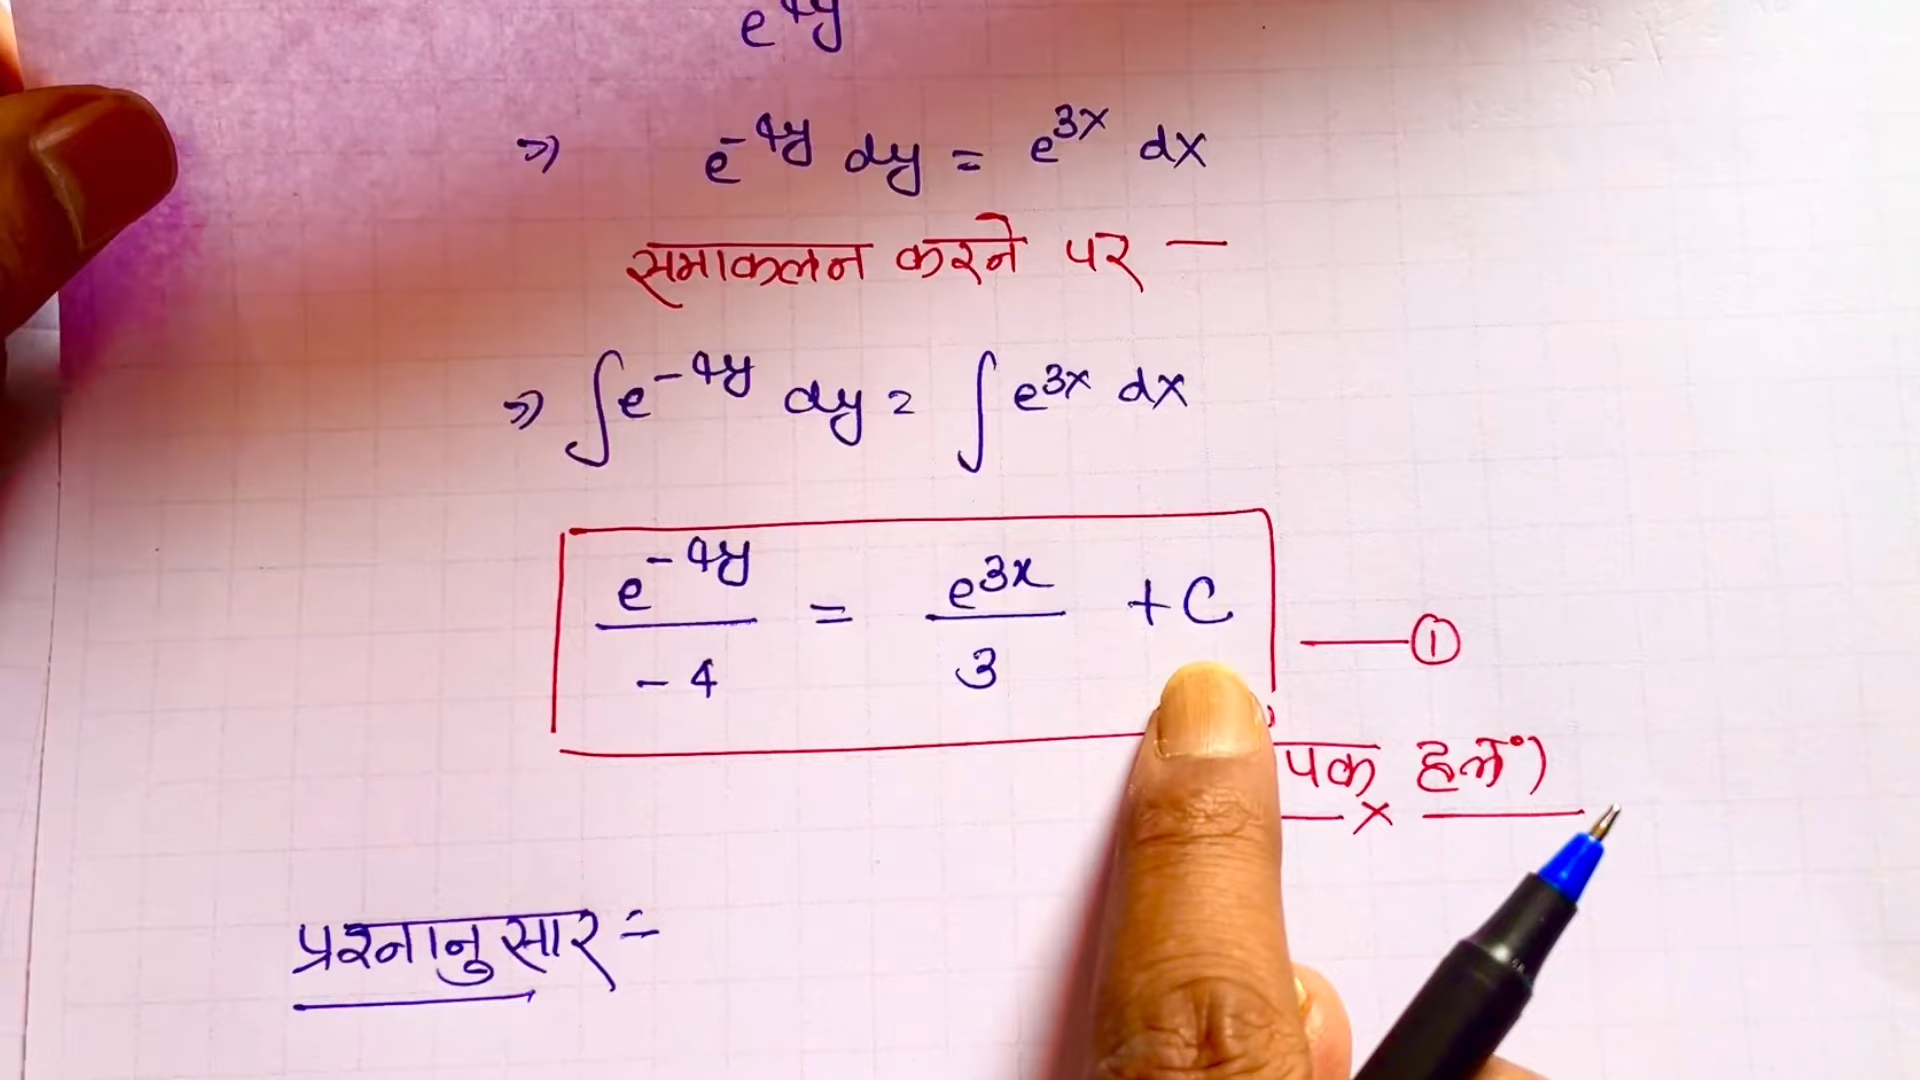 e^4y
⇒ e^-4y dy = e^3x dx
समाकलन करने पर —
⇒ ∫e^-4y dy = ∫e^3x dx
e^-4y / -4 = e^3x / 3 + C —①
पक हल)
प्रश्नानुसार =